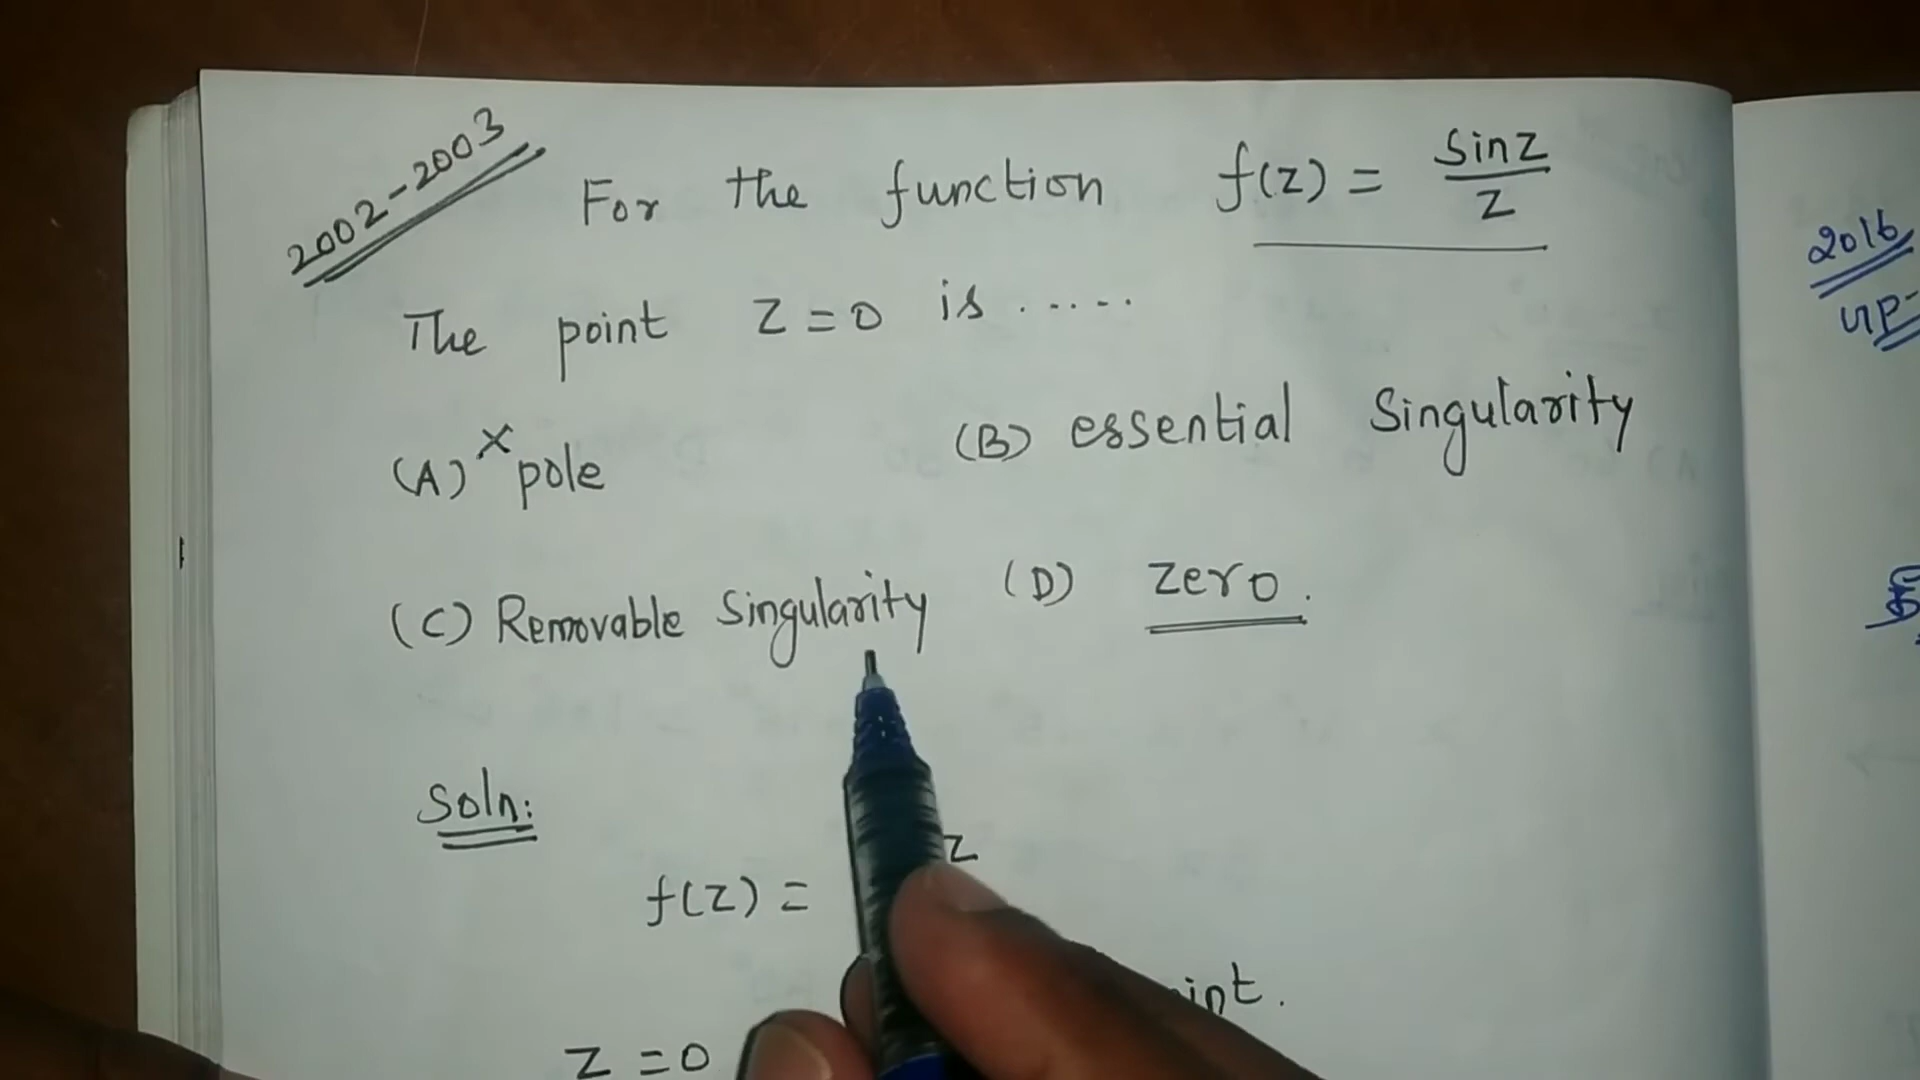 2002-2003
For the function f(z) = sinz/z
The point z=0 is .....
(A) × pole (B) essential Singularity
(C) Removable Singularity (D) zero.
Soln:
f(z) = z
z =0
2016
up-